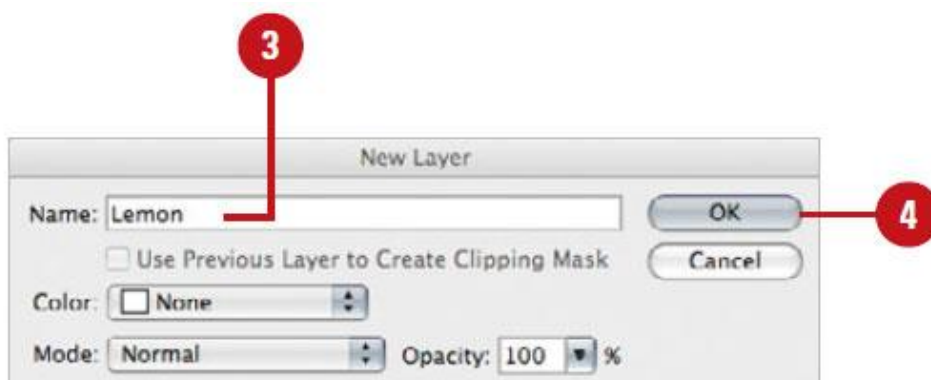 3
New Layer
Name: Lemon
OK
4
Use Previous Layer to Create Clipping Mask
Cancel
Color: None
Mode: Normal Opacity: 100 %